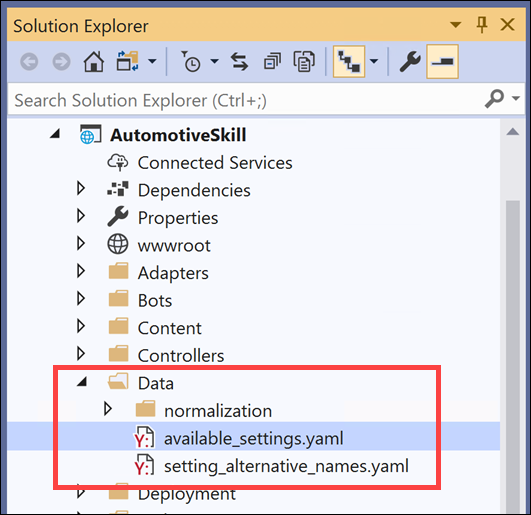 Solution Explorer
Search Solution Explorer (Ctrl+;)
AutomotiveSkill
Connected Services
Dependencies
Properties
wwwroot
Adapters
Bots
Content
Controllers
Data
normalization
Y: available_settings.yaml
Y: setting_alternative_names.yaml
Deployment